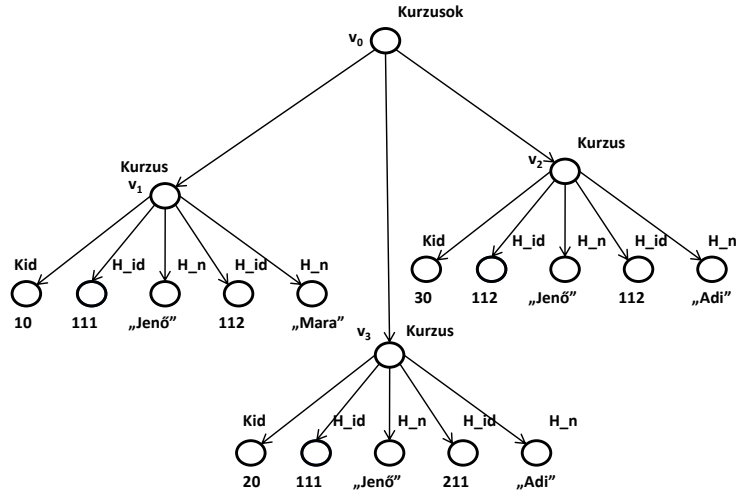 Kurzusok
v0
Kurzus
v1
Kurzus
v2
Kid H_id H_n H_id H_n
10 111 „Jenő” 112 „Mara”
Kid H_id H_n H_id H_n
30 112 „Jenő” 112 „Adi”
v3 Kurzus
Kid H_id H_n H_id H_n
20 111 „Jenő” 211 „Adi”